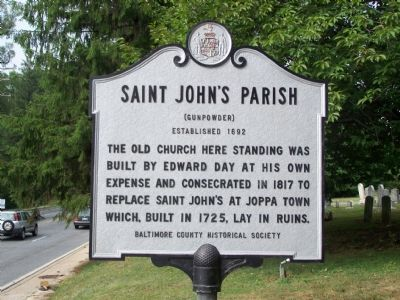 SAINT JOHN'S PARISH
(GUNPOWDER)
ESTABLISHED 1692
THE OLD CHURCH HERE STANDING WAS
BUILT BY EDWARD DAY AT HIS OWN
EXPENSE AND CONSECRATED IN 1817 TO
REPLACE SAINT JOHN'S AT JOPPA TOWN
WHICH, BUILT IN 1725, LAY IN RUINS.
BALTIMORE COUNTY HISTORICAL SOCIETY